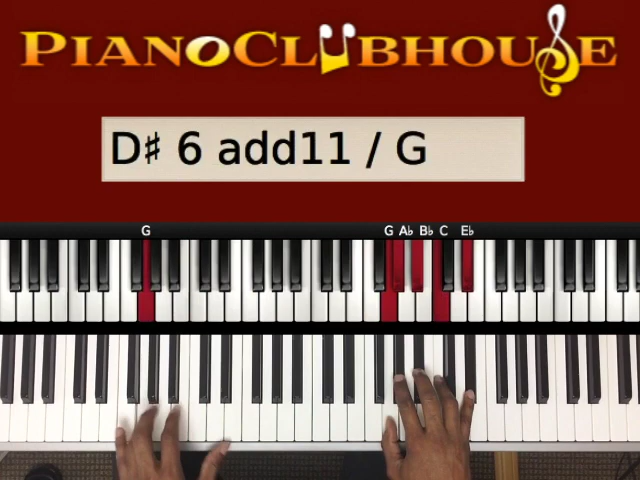 PIANOCLUBHOUSE
D♯ 6 add11 / G
G G A♭ B♭ C E♭